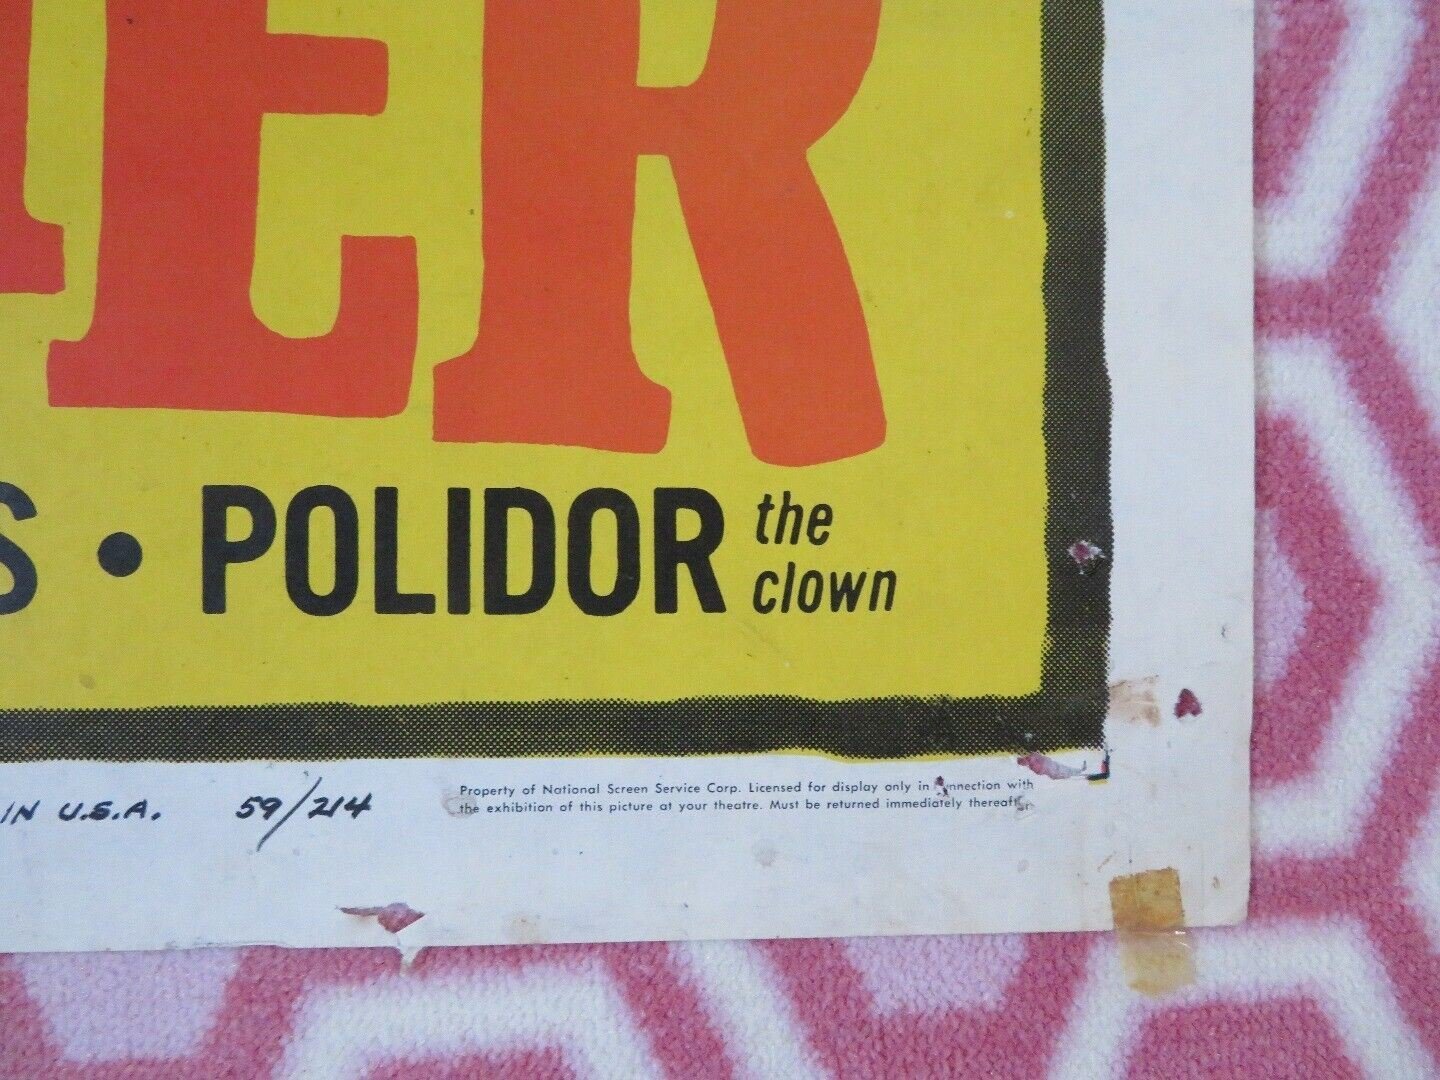 ER
S • POLIDOR the clown
IN U.S.A. 59/214
Property of National Screen Service Corp. Licensed for display only in connection with
the exhibition of this picture at your theatre. Must be returned immediately thereafter